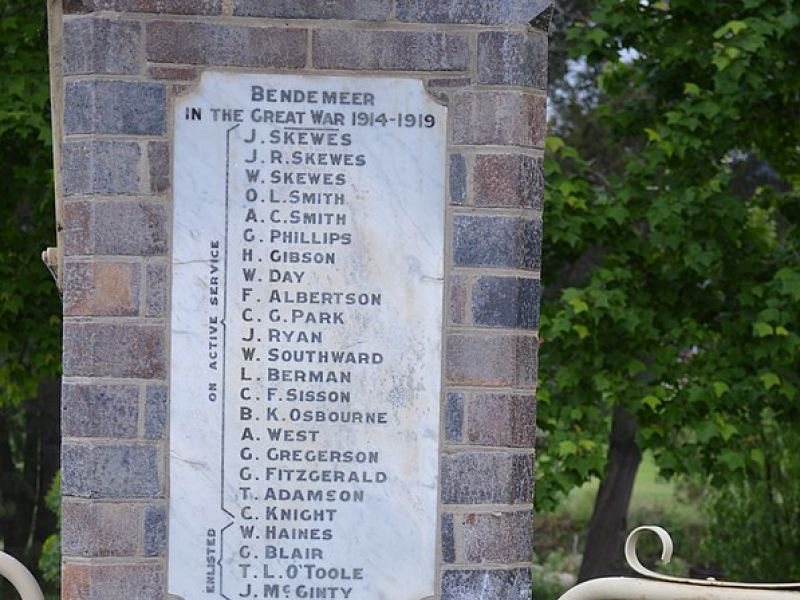 BENDEMEER
IN THE GREAT WAR 1914-1919
J. SKEWES
J. R. SKEWES
W. SKEWES
O. L. SMITH
A. C. SMITH
G. PHILLIPS
H. GIBSON
W. DAY
F. ALBERTSON
C. G. PARK
J. RYAN
W. SOUTHWARD
L. BERMAN
C. F. SISSON
B. K. OSBOURNE
A. WEST
G. GREGERSON
G. FITZGERALD
T. ADAMSON
C. KNIGHT
ON ACTIVE SERVICE
W. HAINES
G. BLAIR
T. L. O'TOOLE
J. McGINTY
ENLISTED